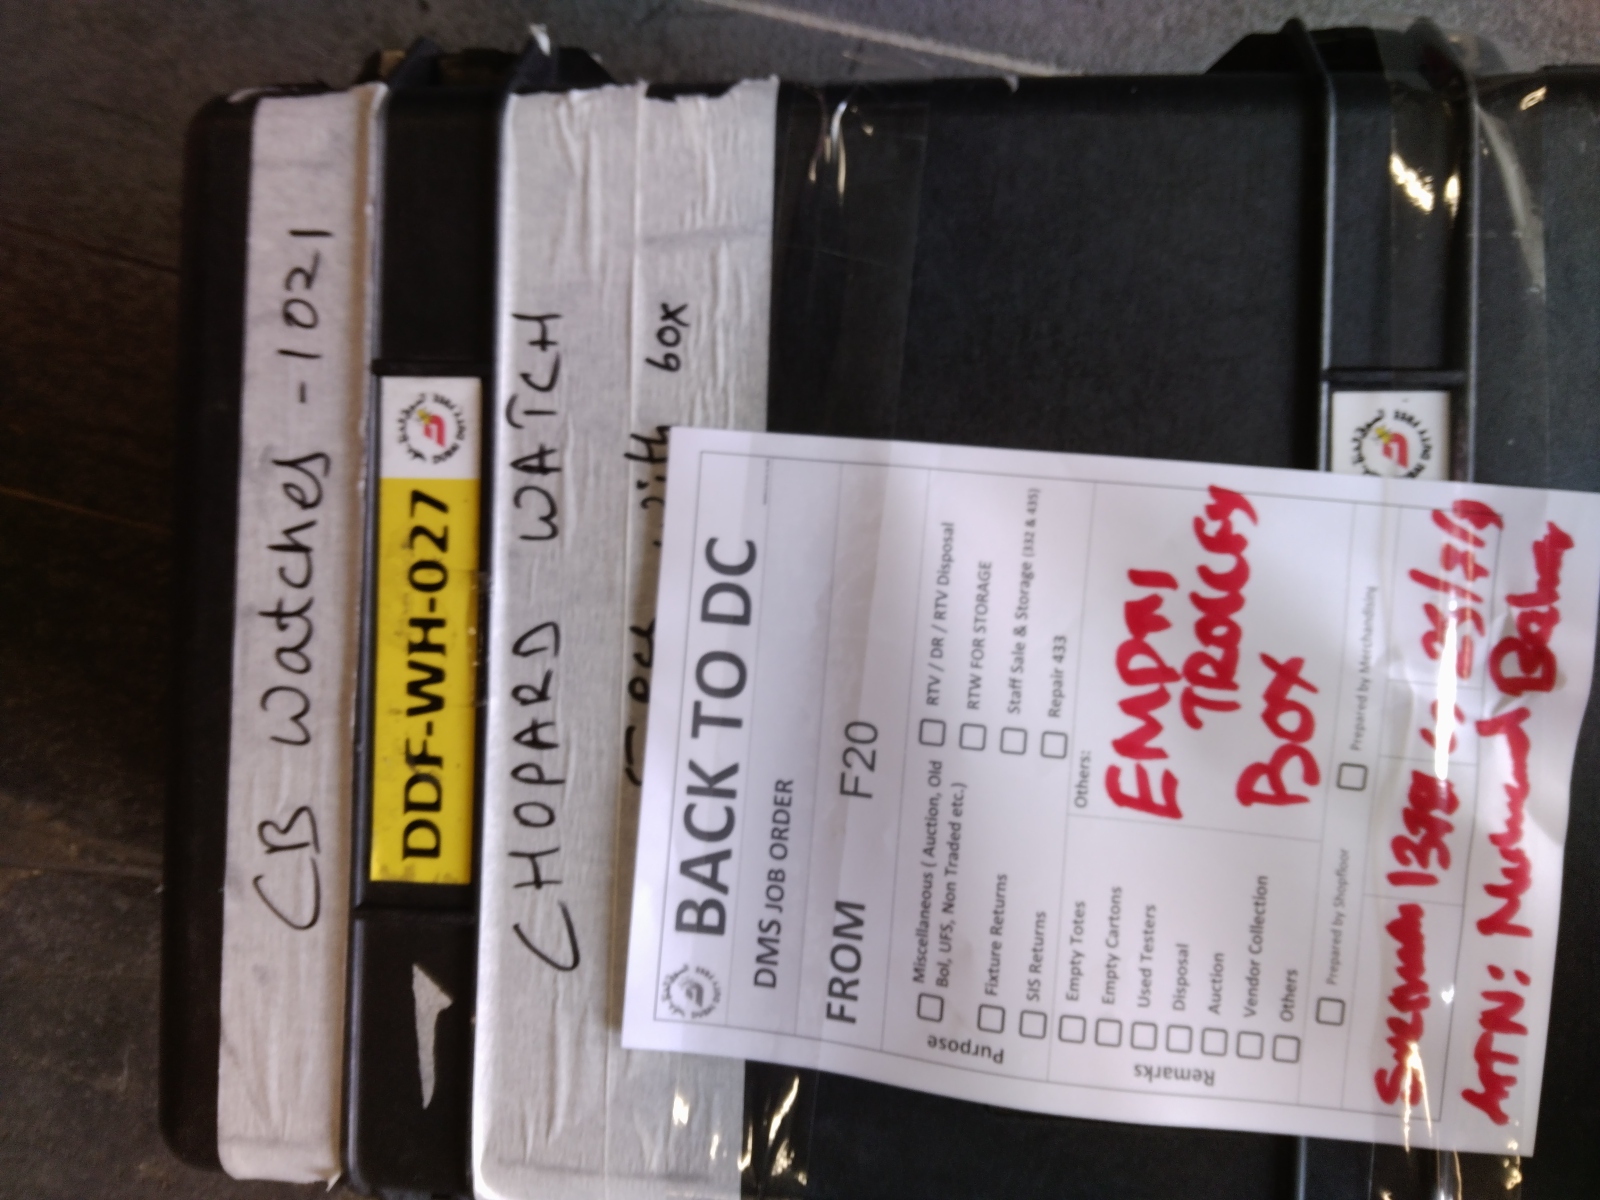 CB Watches - 1021
DDF-WH-027
CHOPARD WATCH
with box
BACK TO DC
DMS JOB ORDER
FROM F20
Purpose
Miscellaneous ( Auction, Old
Bol, UFS, Non Traded etc.)
Fixture Returns
SIS Returns
RTV / DR / RTV Disposal
RTW FOR STORAGE
Staff Sale & Storage (332 & 435)
Repair 433
Remarks
Empty Totes
Empty Cartons
Used Testers
Disposal
Auction
Vendor Collection
Others
Others:
EMPTY
TROLLEY
BOX
Prepared by Shopfloor
Prepared by Merchandising
ATTN: